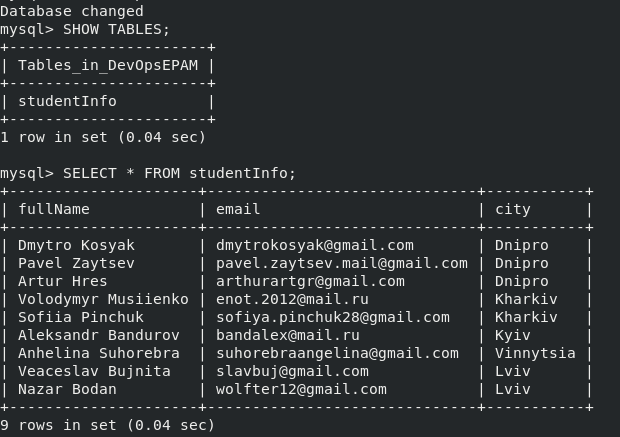 Database changed
mysql> SHOW TABLES;
+----------------------+
| Tables_in_DevOpsEPAM |
+----------------------+
| studentInfo          |
+----------------------+
1 row in set (0.04 sec)
mysql> SELECT * FROM studentInfo;
+---------------------+------------------------------+-----------+
| fullName            | email                        | city      |
+---------------------+------------------------------+-----------+
| Dmytro Kosyak       | dmytrokosyak@gmail.com       | Dnipro    |
| Pavel Zaytsev       | pavel.zaytsev.mail@gmail.com | Dnipro    |
| Artur Hres          | arthurartgr@gmail.com        | Dnipro    |
| Volodymyr Musiienko | enot.2012@mail.ru            | Kharkiv   |
| Sofiia Pinchuk      | sofiya.pinchuk28@gmail.com   | Kharkiv   |
| Aleksandr Bandurov  | bandalex@mail.ru             | Kyiv      |
| Anhelina Suhorebra  | suhorebraangelina@gmail.com  | Vinnytsia |
| Veaceslav Bujnita   | slavbuj@gmail.com            | Lviv      |
| Nazar Bodan         | wolfter12@gmail.com          | Lviv      |
+---------------------+------------------------------+-----------+
9 rows in set (0.04 sec)